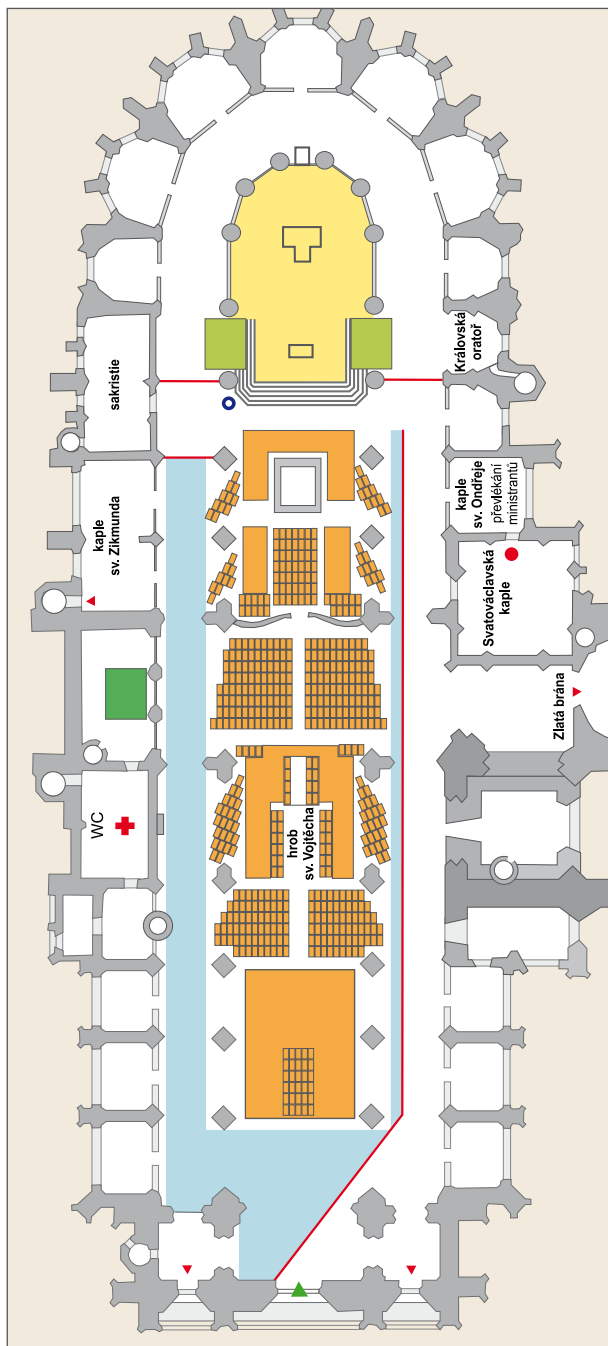 sakristie
kaple
sv. Zikmunda
WC
hrob
sv. Vojtěcha
Královská
oratoř
kaple
sv. Ondřeje
převlékání
ministrantů
Svatováclavská
kaple
Zlatá brána